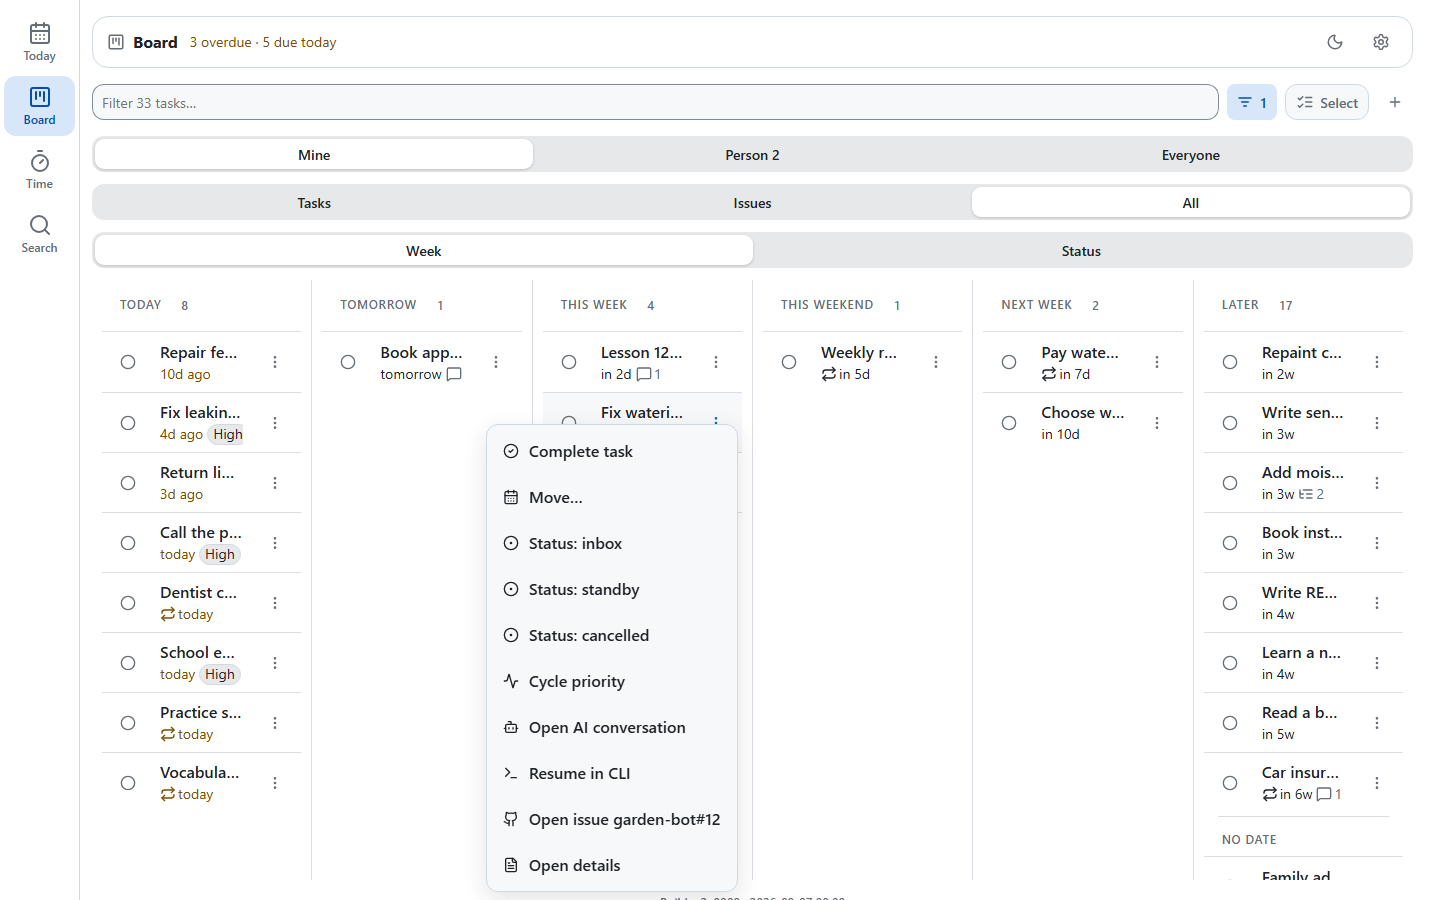 Today
Board
Time
Search
Board 3 overdue · 5 due today
Filter 33 tasks...
1
Select
Mine
Person 2
Everyone
Tasks
Issues
All
Week
Status
TODAY 8
Repair fe...
10d ago
Fix leakin...
4d ago High
Return li...
3d ago
Call the p...
today High
Dentist c...
today
School e...
today High
Practice s...
today
Vocabula...
today
TOMORROW 1
Book app...
tomorrow
THIS WEEK 4
Lesson 12...
in 2d 1
Fix wateri...
Complete task
Move...
Status: inbox
Status: standby
Status: cancelled
Cycle priority
Open AI conversation
Resume in CLI
Open issue garden-bot#12
Open details
THIS WEEKEND 1
Weekly r...
in 5d
NEXT WEEK 2
Pay wate...
in 7d
Choose w...
in 10d
LATER 17
Repaint c...
in 2w
Write sen...
in 3w
Add mois...
in 3w 2
Book inst...
in 3w
Write RE...
in 4w
Learn a n...
in 4w
Read a b...
in 5w
Car insur...
in 6w 1
NO DATE
Family ad